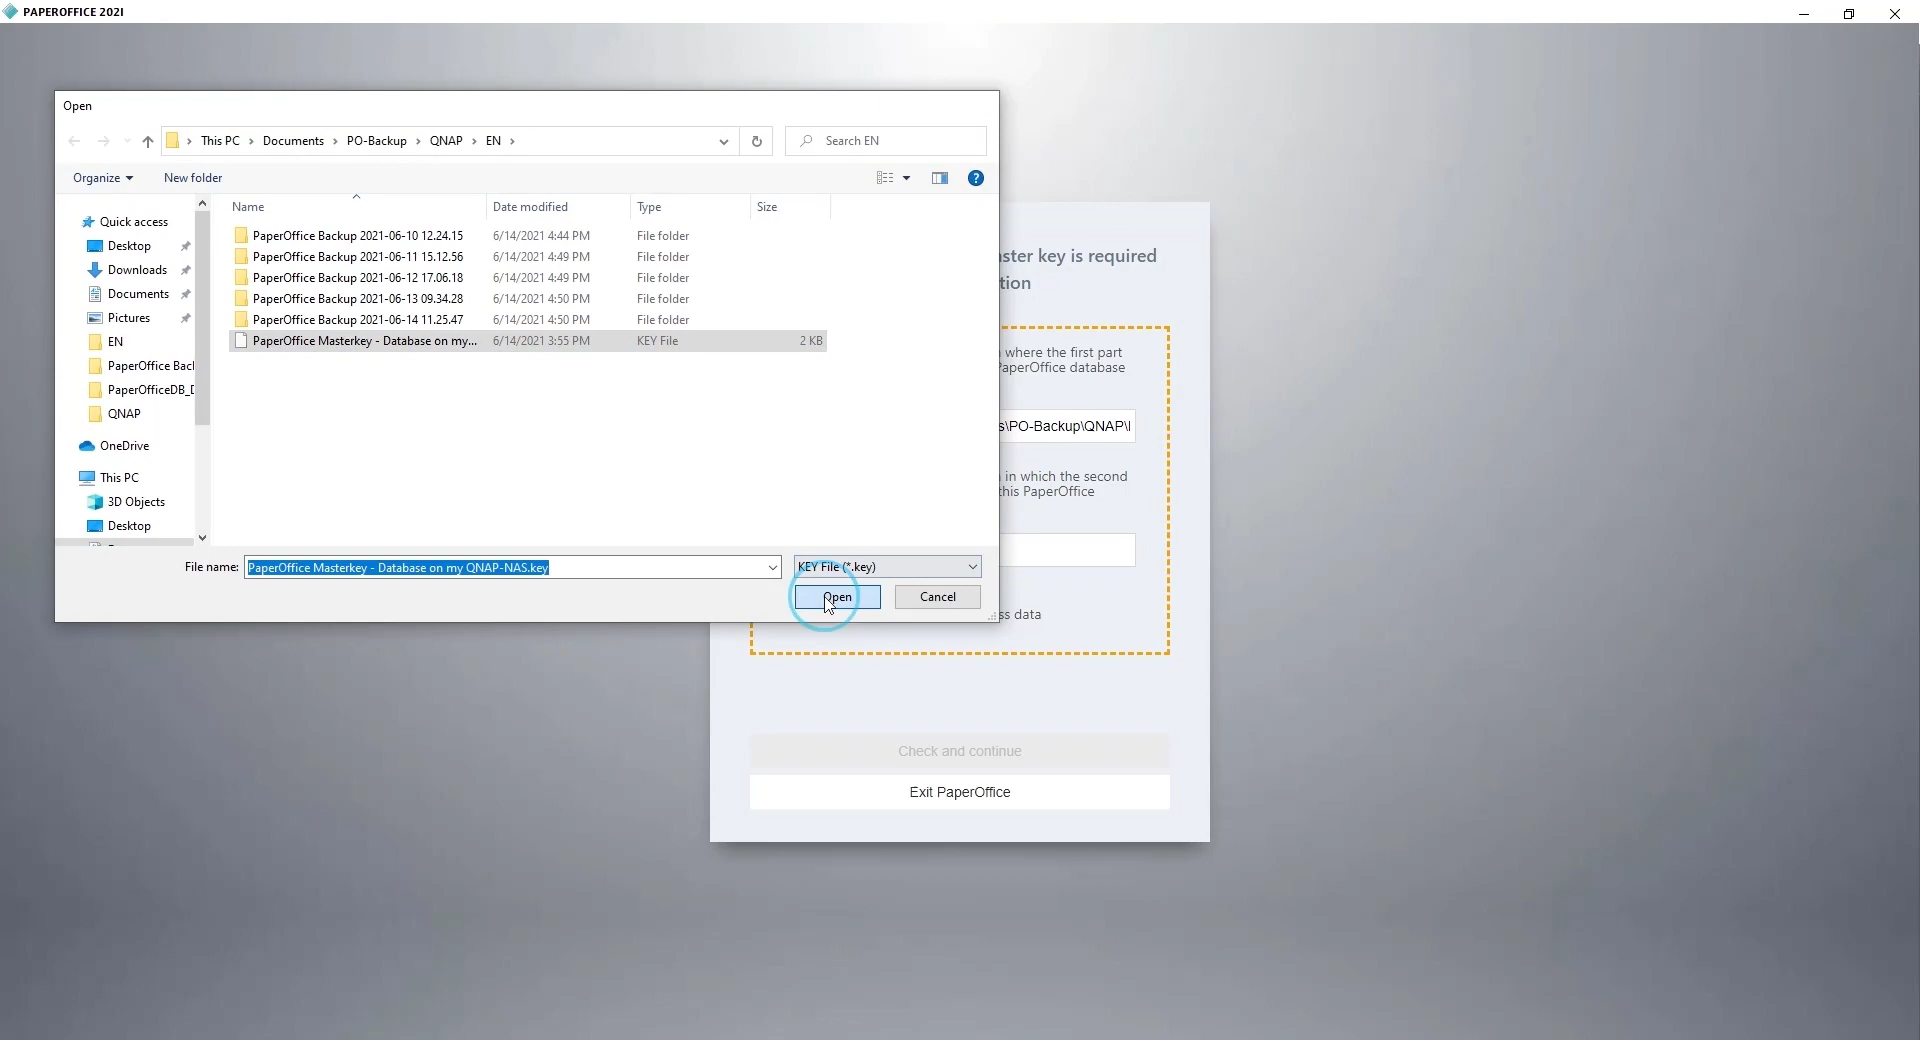 PAPEROFFICE 2021
Open
This PC > Documents > PO-Backup > QNAP > EN >
Search EN
Organize
New folder
Name
Date modified
Type
Size
Quick access
Desktop
Downloads
Documents
Pictures
EN
PaperOffice Bacl
PaperOfficeDB_D
QNAP
OneDrive
This PC
3D Objects
Desktop
PaperOffice Backup 2021-06-10 12.24.15 6/14/2021 4:44 PM File folder
PaperOffice Backup 2021-06-11 15.12.56 6/14/2021 4:49 PM File folder
PaperOffice Backup 2021-06-12 17.06.18 6/14/2021 4:49 PM File folder
PaperOffice Backup 2021-06-13 09.34.28 6/14/2021 4:50 PM File folder
PaperOffice Backup 2021-06-14 11.25.47 6/14/2021 4:50 PM File folder
PaperOffice Masterkey - Database on my... 6/14/2021 3:55 PM KEY File 2 KB
File name: PaperOffice Masterkey - Database on my QNAP-NAS.key
KEY File (*.key)
Open
Cancel
ster key is required
tion
where the first part
PaperOffice database
s\PO-Backup\QNAP\
in which the second
this PaperOffice
ss data
Check and continue
Exit PaperOffice